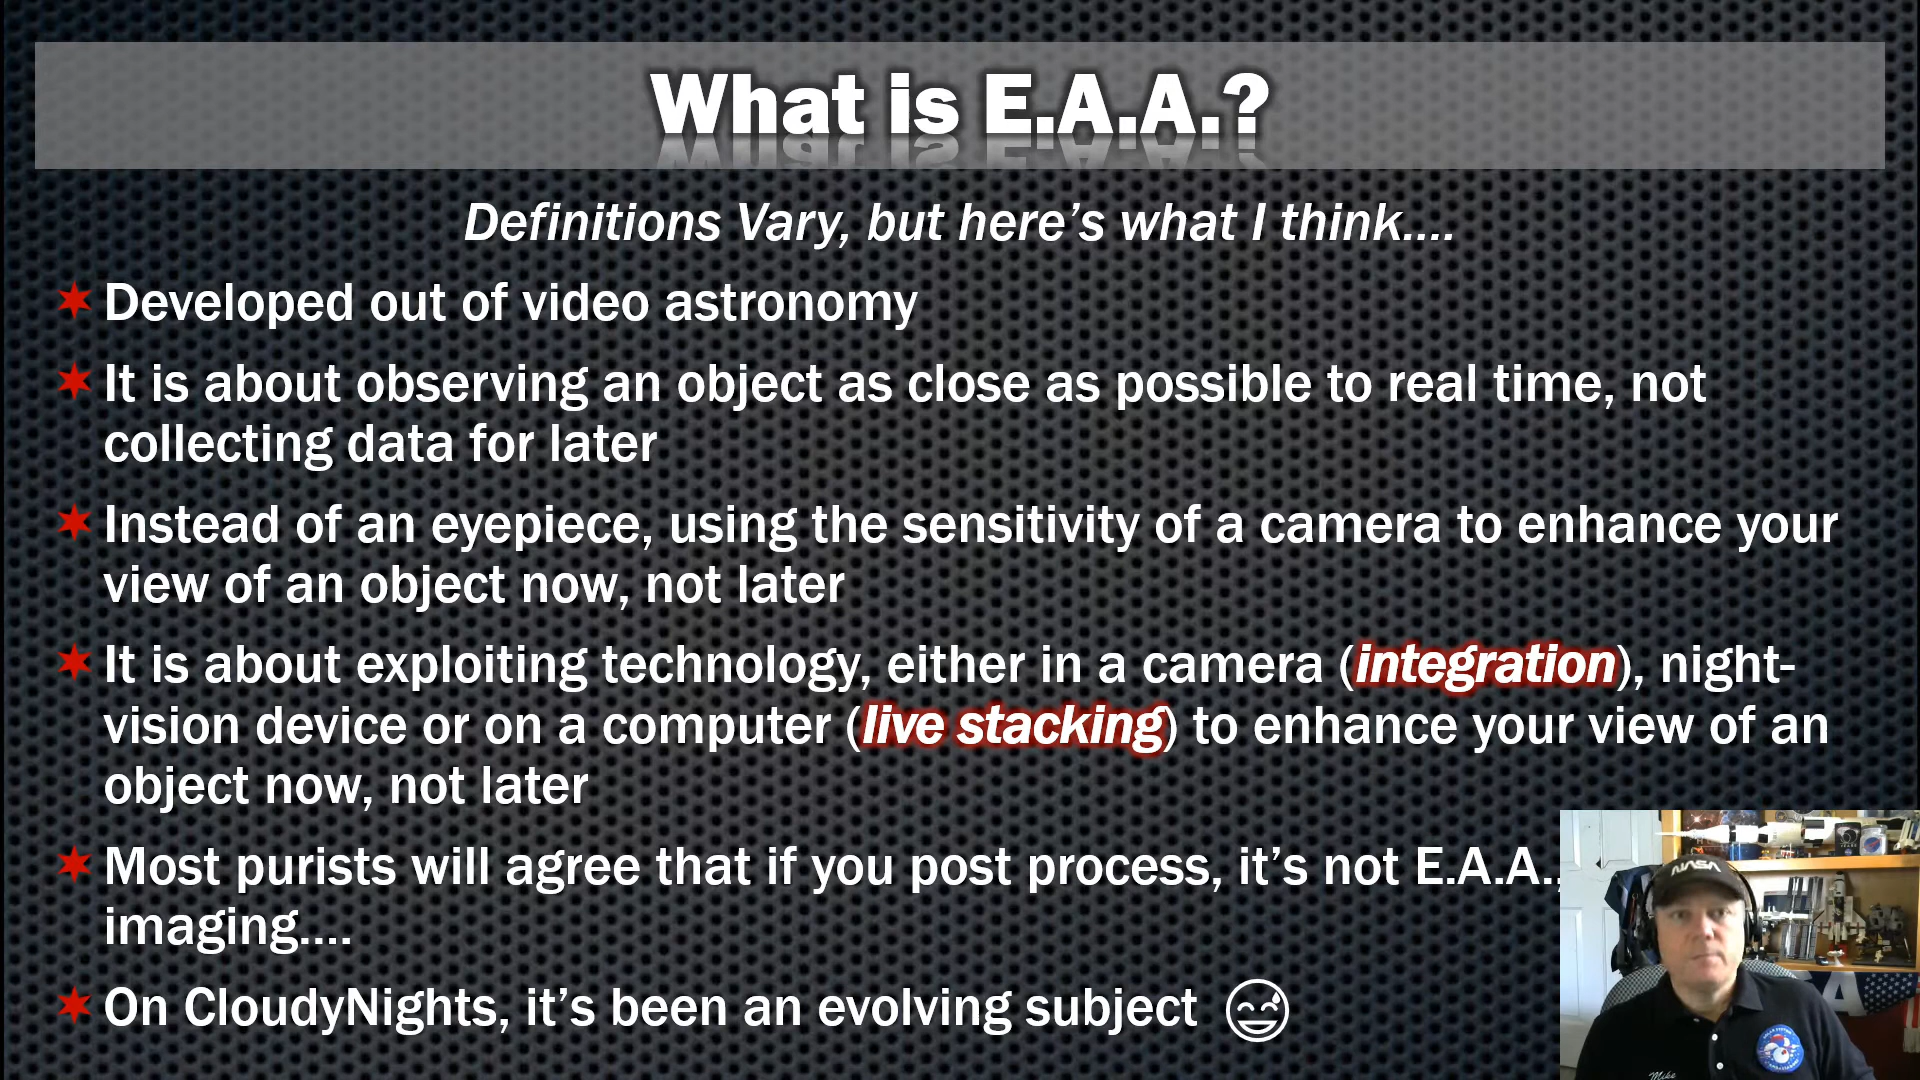 What is E.A.A.?
Definitions Vary, but here’s what I think....
Developed out of video astronomy
It is about observing an object as close as possible to real time, not
collecting data for later
Instead of an eyepiece, using the sensitivity of a camera to enhance your
view of an object now, not later
It is about exploiting technology, either in a camera (integration), night-
vision device or on a computer (live stacking) to enhance your view of an
object now, not later
Most purists will agree that if you post process, it’s not E.A.A.,
imaging....
On CloudyNights, it’s been an evolving subject
NASA
Mike